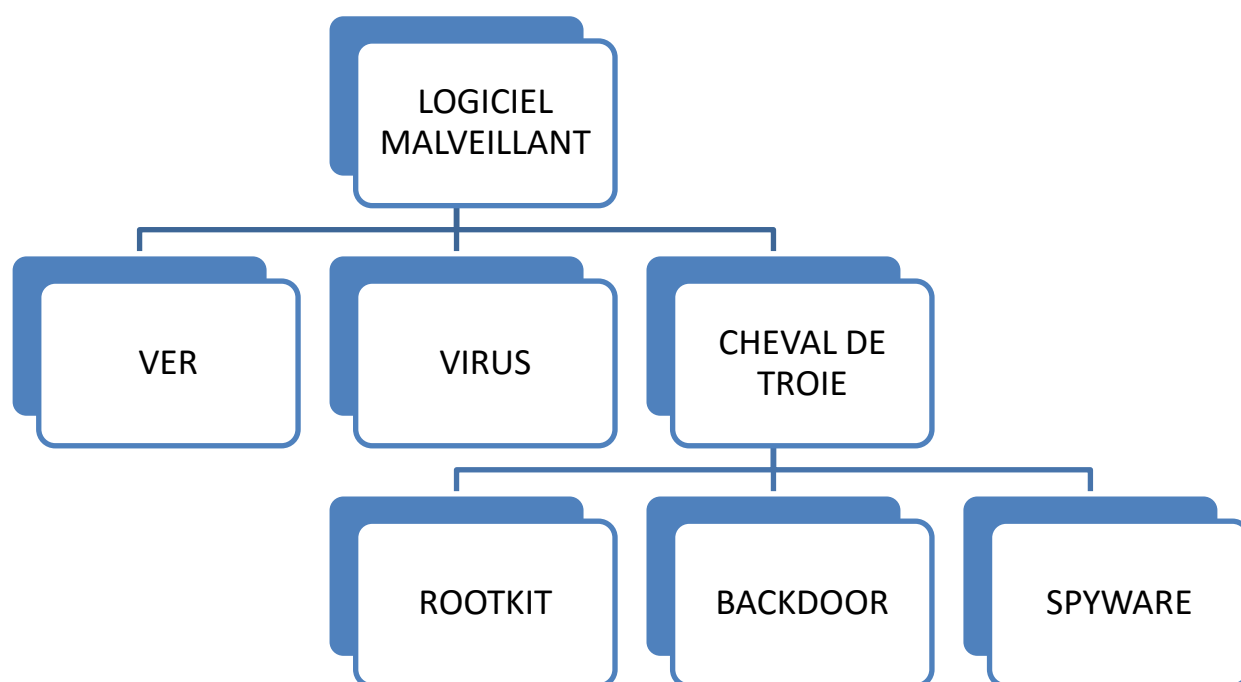 LOGICIEL
MALVEILLANT
VER
VIRUS
CHEVAL DE
TROIE
ROOTKIT
BACKDOOR
SPYWARE